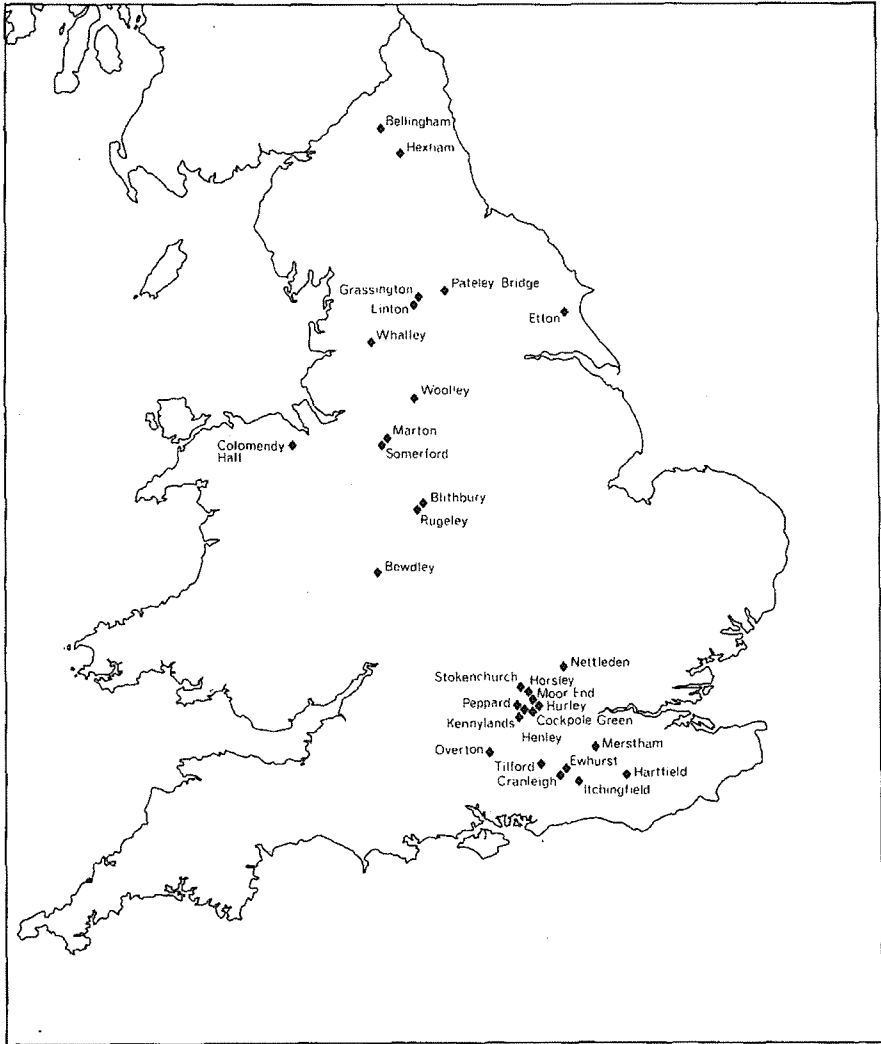 Bellingham
Hexham
Pateley Bridge
Grassington
Linton
Etton
Whalley
Woolley
Marton
Colomendy
Hall
Somerford
Blithbury
Rugeley
Bewdley
Nettleden
Stokenchurch
Horsley
Moor End
Peppard
Hurley
Kennylands
Cockpole Green
Henley
Merstham
Overton
Tilford
Ewhurst
Cranleigh
Hartfield
Itchingfield